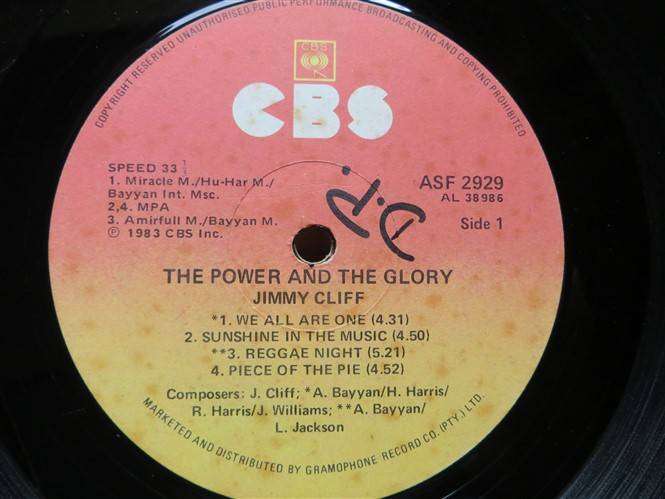 COPYRIGHT RESERVED UNAUTHORISED PUBLIC PERFORMANCE BROADCASTING AND COPYING PROHIBITED
CBS
CBS
SPEED 33 ⅓
1. Miracle M./Hu-Har M./
Bayyan Int. Msc.
2,4. MPA
3. Amirfull M./Bayyan M.
Ⓟ 1983 CBS Inc.
D.P.
ASF 2929
AL 38986
Side 1
THE POWER AND THE GLORY
JIMMY CLIFF
*1. WE ALL ARE ONE (4.31)
2. SUNSHINE IN THE MUSIC (4.50)
**3. REGGAE NIGHT (5.21)
4. PIECE OF THE PIE (4.52)
Composers: J. Cliff; *A. Bayyan/H. Harris/
R. Harris/J. Williams; **A. Bayyan/
L. Jackson
MARKETED AND DISTRIBUTED BY GRAMOPHONE RECORD CO. (PTY.) LTD.